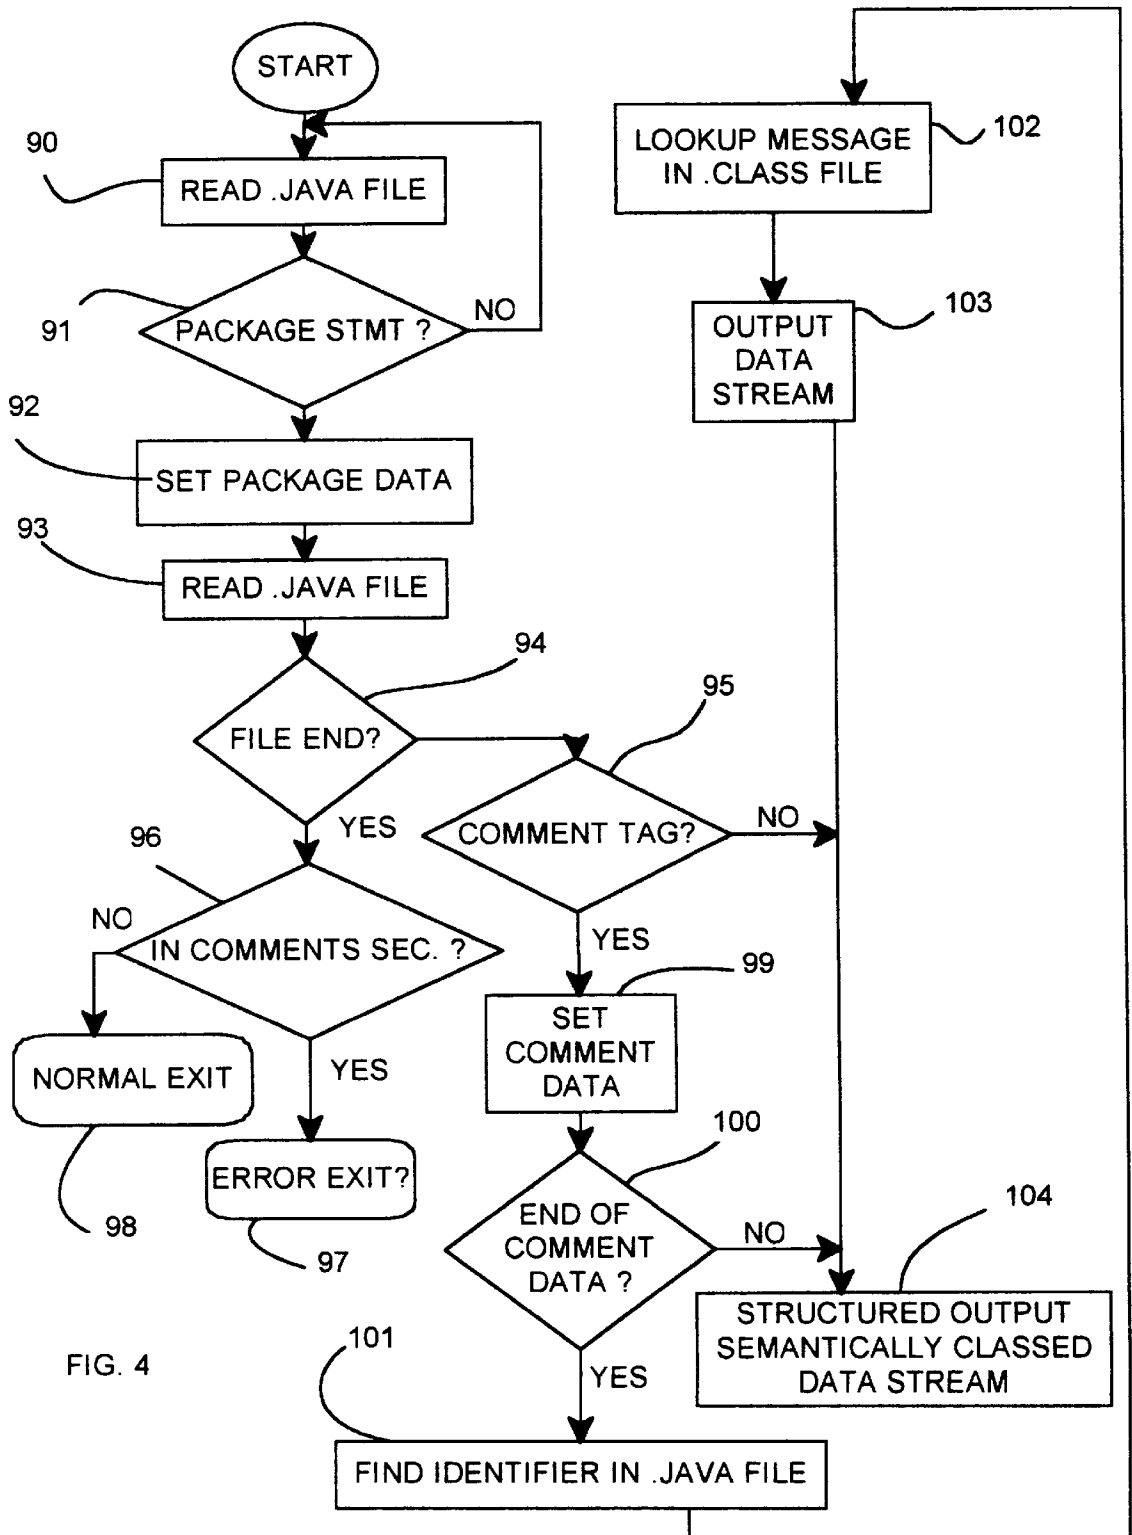 START
90
READ .JAVA FILE
91
PACKAGE STMT ?
NO
92
SET PACKAGE DATA
93
READ .JAVA FILE
94
FILE END?
YES
95
COMMENT TAG?
NO
YES
96
IN COMMENTS SEC. ?
NO
YES
NORMAL EXIT
98
ERROR EXIT?
97
99
SET
COMMENT
DATA
100
END OF
COMMENT
DATA ?
NO
YES
101
FIND IDENTIFIER IN .JAVA FILE
102
LOOKUP MESSAGE
IN .CLASS FILE
103
OUTPUT
DATA
STREAM
104
STRUCTURED OUTPUT
SEMANTICALLY CLASSED
DATA STREAM
FIG. 4